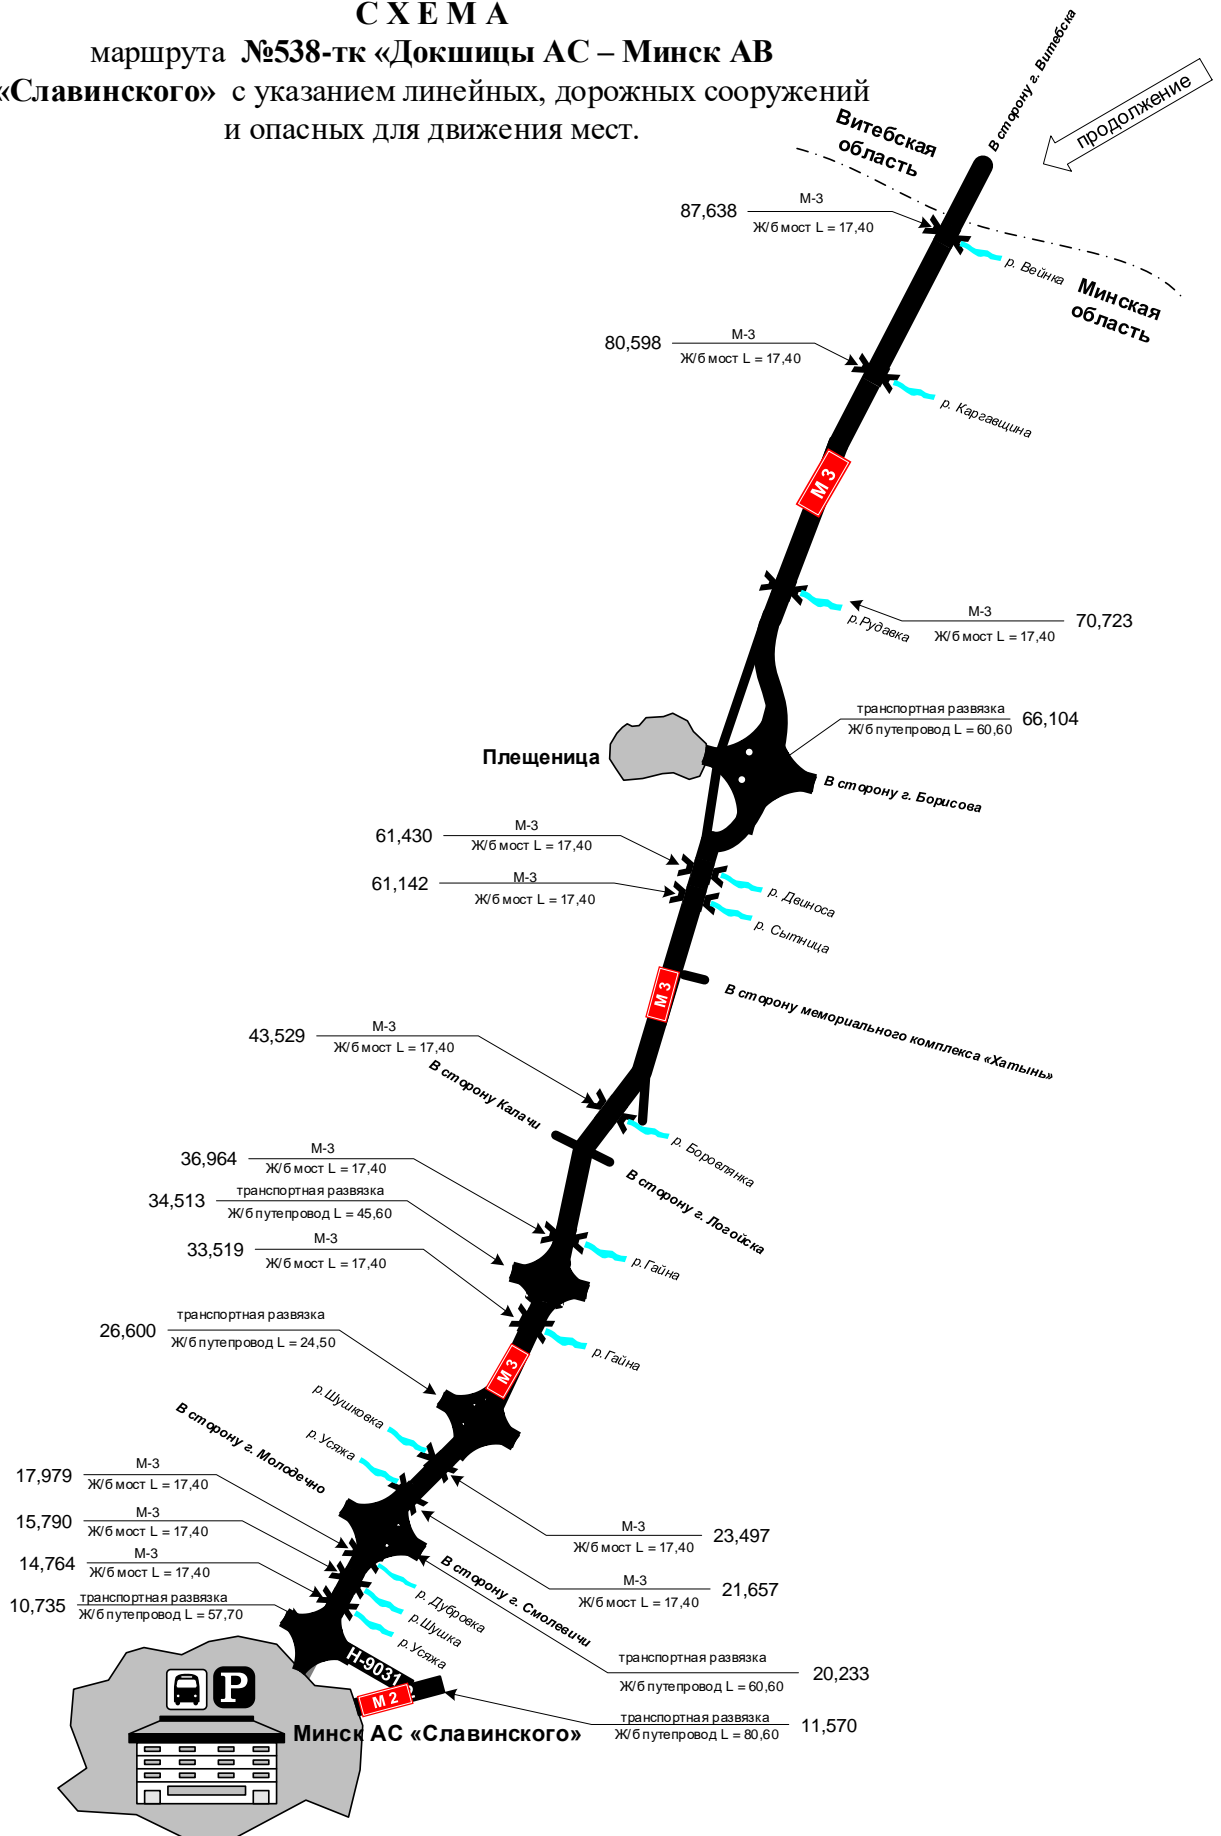 С Х Е М А
маршрута №538-тк «Докшицы АС – Минск АВ
«Славинского» с указанием линейных, дорожных сооружений
и опасных для движения мест.
В сторону г. Витебска
продолжение
Витебская
область
87,638
М-3
Ж/б мост L = 17,40
р. Вейнка
Минская
область
80,598
М-3
Ж/б мост L = 17,40
р. Каргавщина
М 3
М-3
Ж/б мост L = 17,40
70,723
р.Рудавка
транспортная развязка
Ж/б путепровод L = 60,60
66,104
Плещеница
В сторону г. Борисова
61,430
М-3
Ж/б мост L = 17,40
61,142
М-3
Ж/б мост L = 17,40
р. Двиноса
р. Сытница
М 3
В сторону мемориального комплекса «Хатынь»
43,529
М-3
Ж/б мост L = 17,40
В сторону Калачи
р. Боровлянка
36,964
М-3
Ж/б мост L = 17,40
В сторону г. Логойска
34,513
транспортная развязка
Ж/б путепровод L = 45,60
33,519
М-3
Ж/б мост L = 17,40
р.Гайна
26,600
транспортная развязка
Ж/б путепровод L = 24,50
р.Гайна
М 3
р.Шушковка
В сторону г. Молодечно
р.Усяжа
17,979
М-3
Ж/б мост L = 17,40
15,790
М-3
Ж/б мост L = 17,40
14,764
М-3
Ж/б мост L = 17,40
10,735
транспортная развязка
Ж/б путепровод L = 57,70
М-3
Ж/б мост L = 17,40
23,497
М-3
Ж/б мост L = 17,40
21,657
В сторону г. Смолевичи
р. Дубровка
р.Шушка
р.Усяжа
транспортная развязка
Ж/б путепровод L = 60,60
20,233
транспортная развязка
Ж/б путепровод L = 80,60
11,570
Н-9031
М 2
P
Минск АС «Славинского»